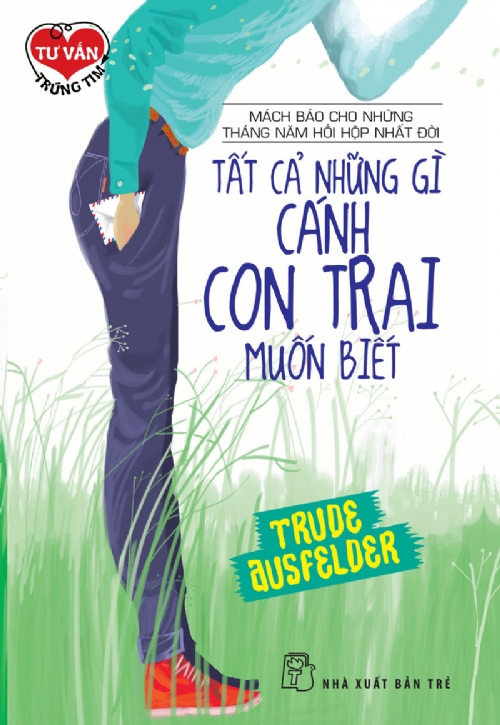 TƯ VẤN
TRÚNG TIM
MÁCH BẢO CHO NHỮNG
THÁNG NĂM HỒI HỘP NHẤT ĐỜI
TẤT CẢ NHỮNG GÌ
CÁNH
CON TRAI
MUỐN BIẾT
TRUDE
AUSFELDER
NHÀ XUẤT BẢN TRẺ